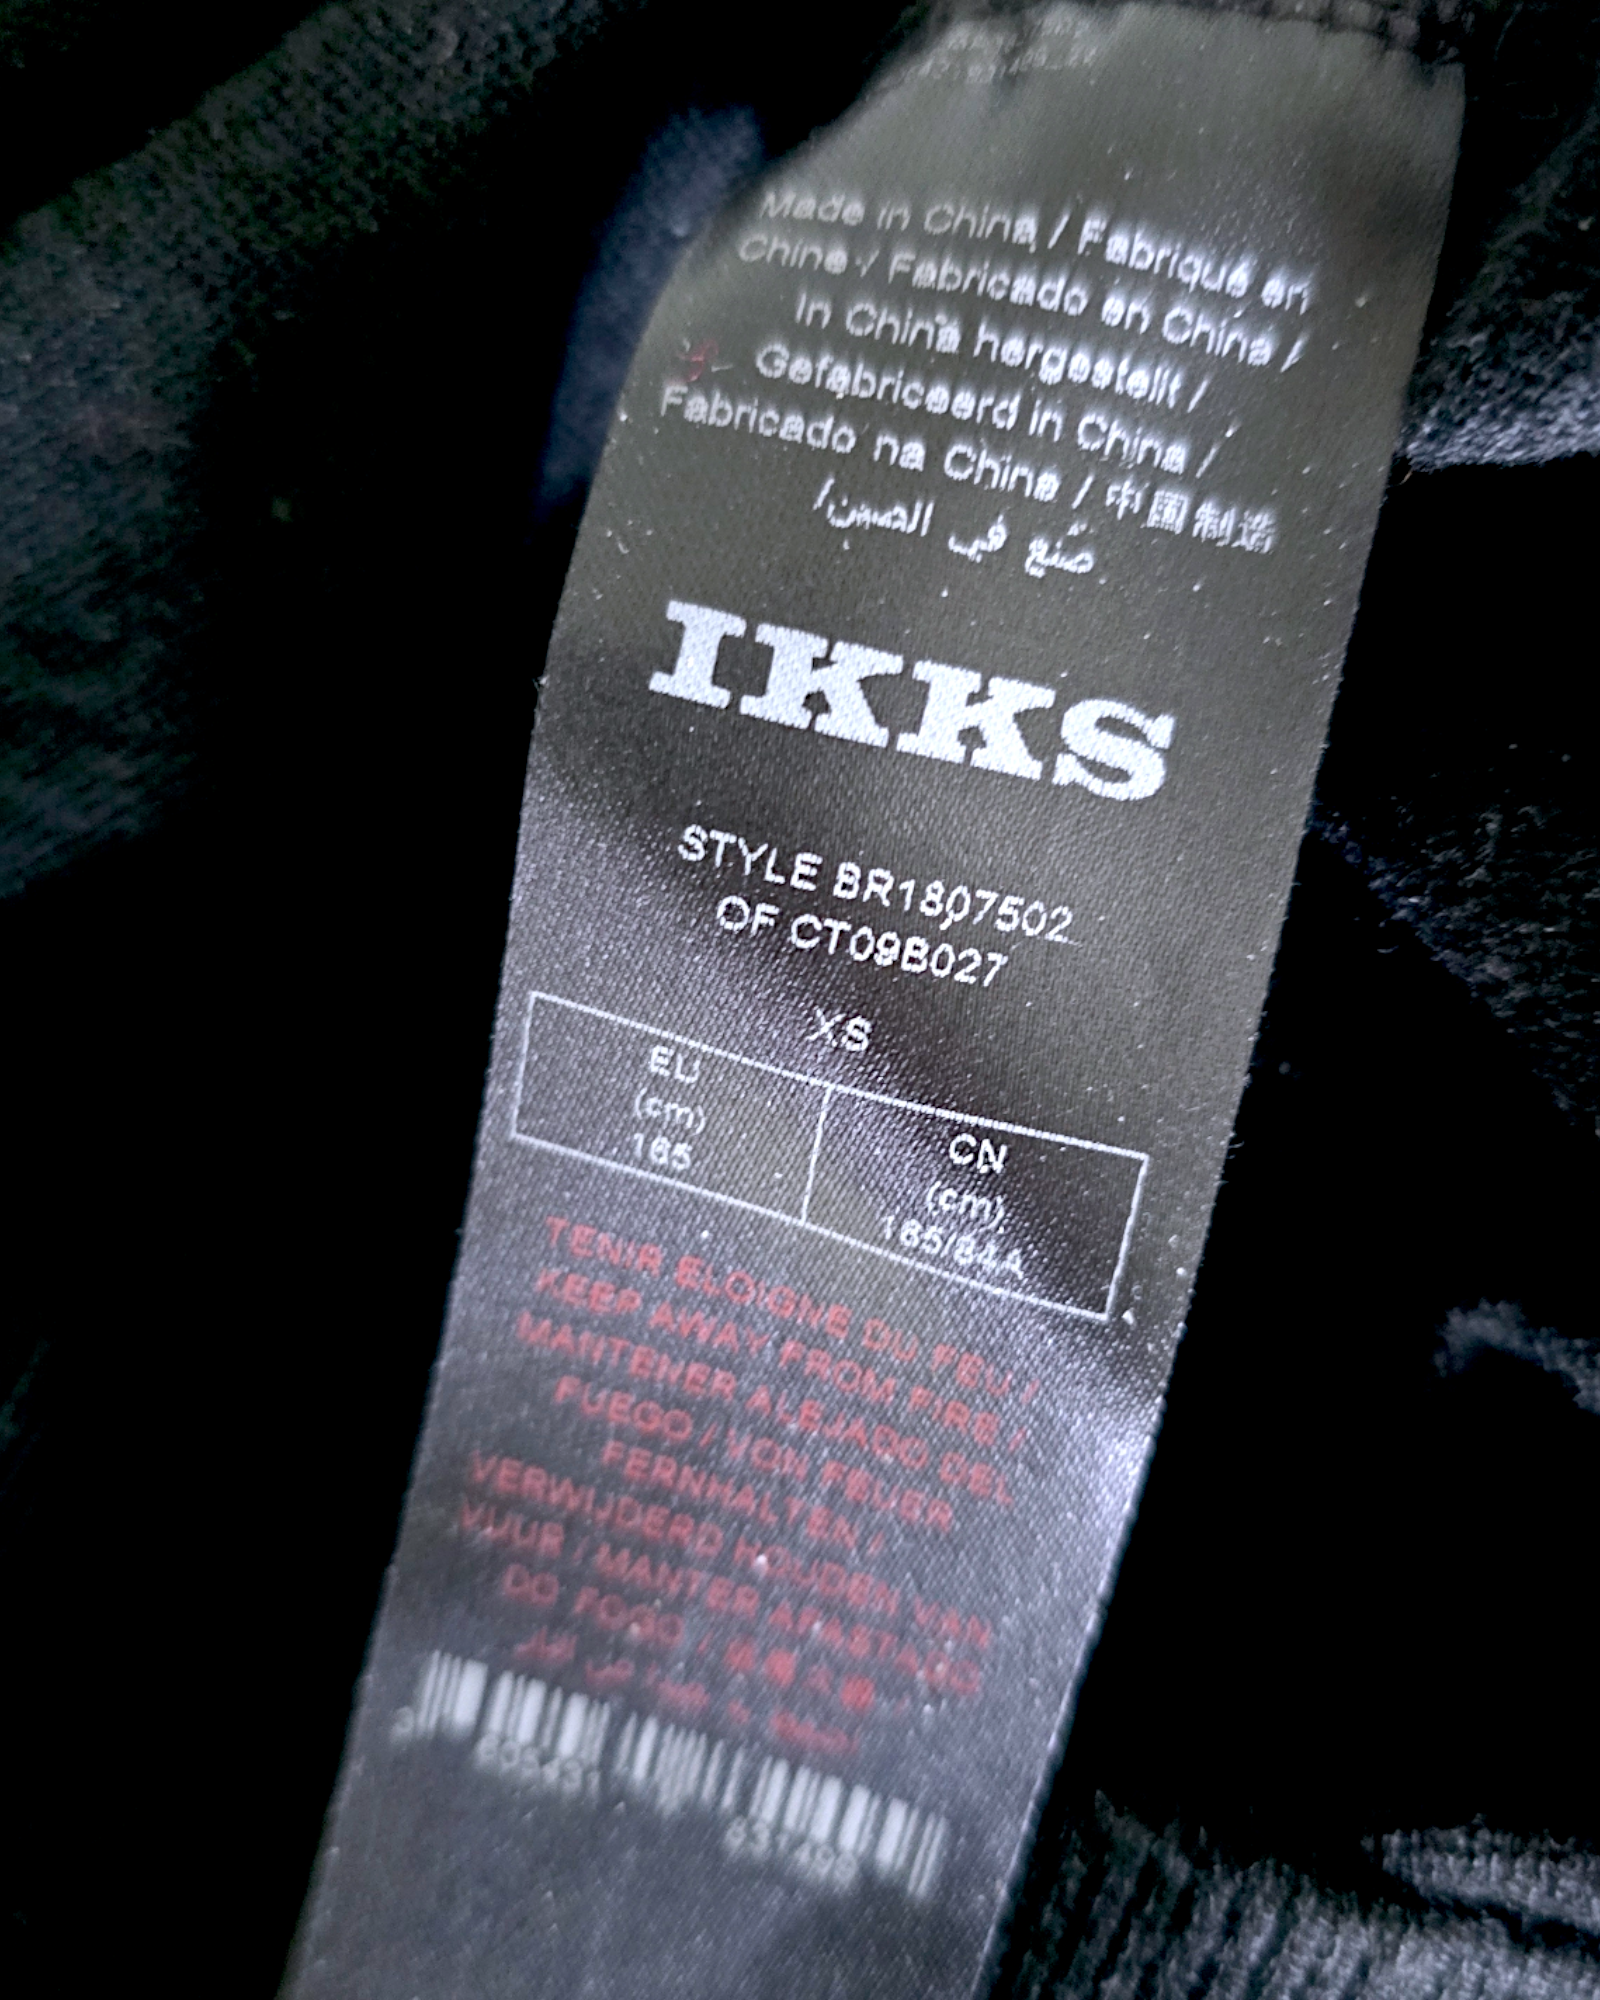 Made in China / Fabriqué en
Chine / Fabricado en China /
In China hergestellt /
Gefabriceerd in China /
Fabricado na China / 中国制造
/صنع في الصين
IKKS
STYLE BR1807502
OF CT09B027
XS
EU
(cm)
165
CN
(cm)
165/84A
TENIR ELOIGNE DU FEU /
KEEP AWAY FROM FIRE /
MANTENER ALEJADO DEL
FUEGO / VON FEUER
FERNHALTEN /
VERWIJDERD HOUDEN VAN
VUUR / MANTER AFASTADO
DO FOGO /